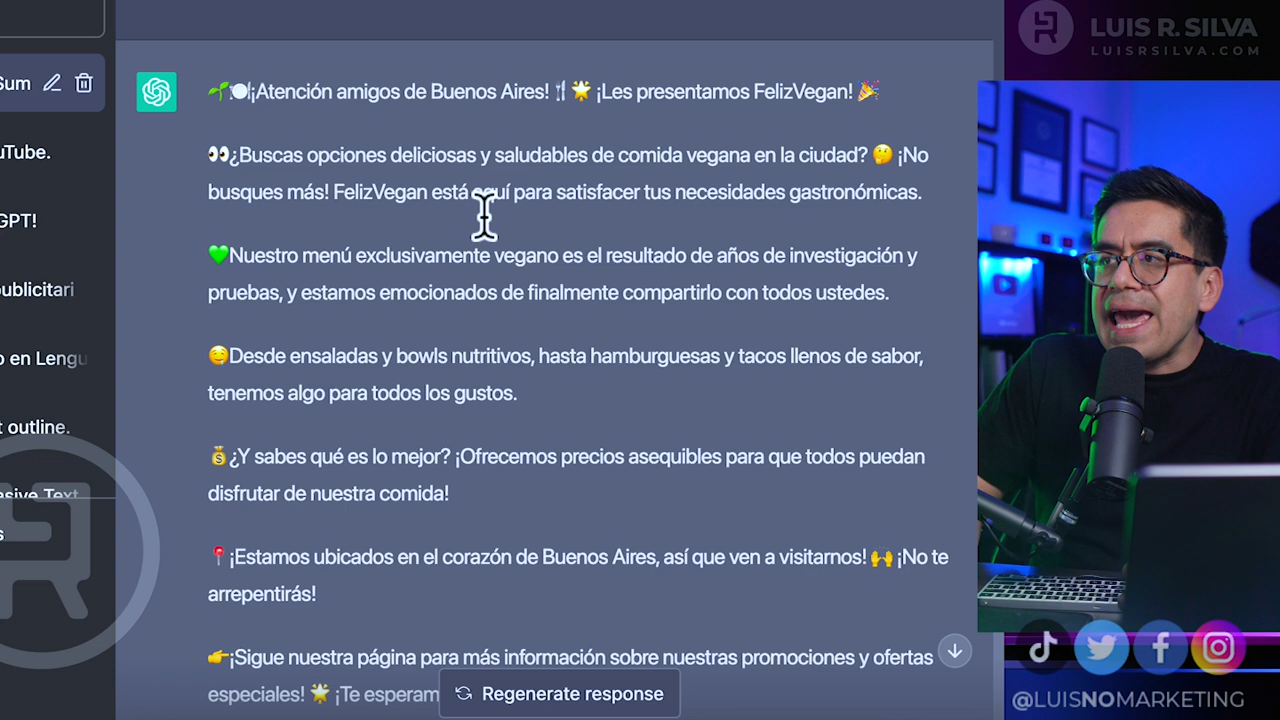 LUIS R. SILVA
LUISRSILVA.COM
Sum
uTube.
GPT!
ublicitari
o en Lengu
t outline.
asive Text
s
🌱🍽️¡Atención amigos de Buenos Aires! 🍴🌟 ¡Les presentamos FelizVegan! 🎉
👀¿Buscas opciones deliciosas y saludables de comida vegana en la ciudad? 🤔 ¡No
busques más! FelizVegan está aquí para satisfacer tus necesidades gastronómicas.
💚Nuestro menú exclusivamente vegano es el resultado de años de investigación y
pruebas, y estamos emocionados de finalmente compartirlo con todos ustedes.
😋Desde ensaladas y bowls nutritivos, hasta hamburguesas y tacos llenos de sabor,
tenemos algo para todos los gustos.
💰¿Y sabes qué es lo mejor? ¡Ofrecemos precios asequibles para que todos puedan
disfrutar de nuestra comida!
📍¡Estamos ubicados en el corazón de Buenos Aires, así que ven a visitarnos! 🙌 ¡No te
arrepentirás!
👉¡Sigue nuestra página para más información sobre nuestras promociones y ofertas
especiales! 🌟 ¡Te esperam
Regenerate response
@LUISNOMARKETING